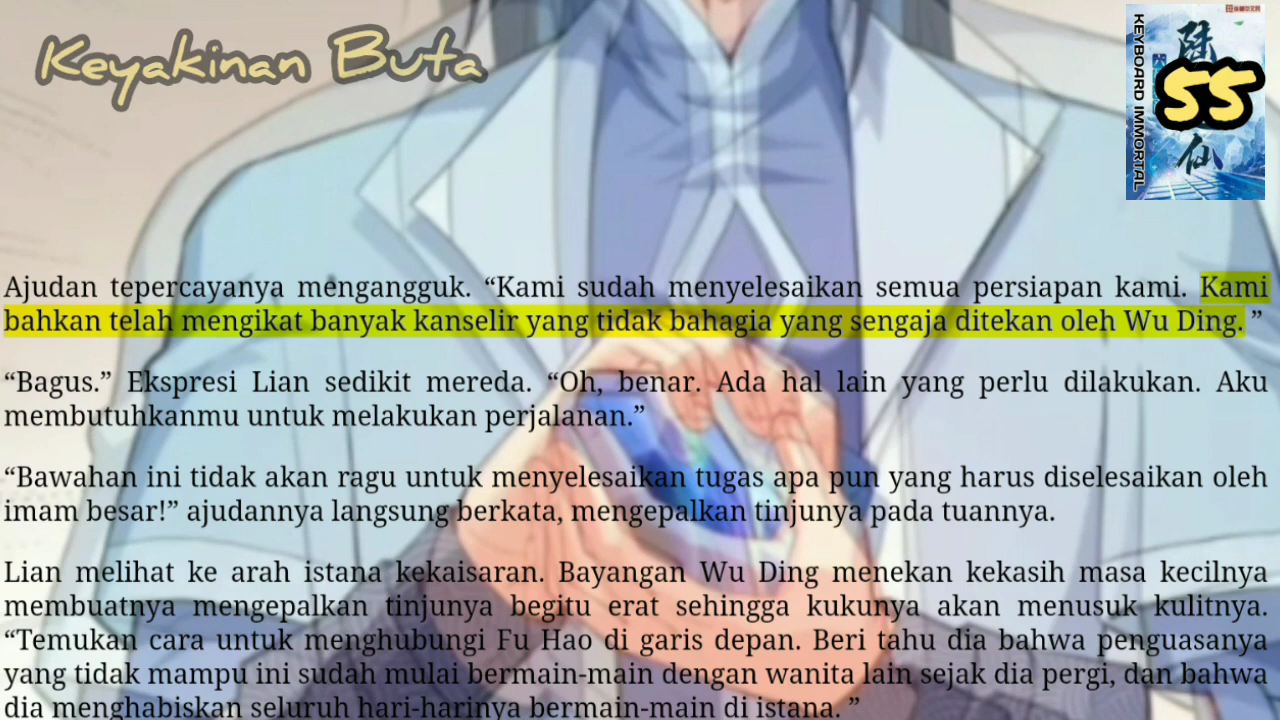 Keyakinan Buta
KEYBOARD IMMORTAL
陆
55
仙
Ajudan tepercayanya mengangguk. “Kami sudah menyelesaikan semua persiapan kami. Kami
bahkan telah mengikat banyak kanselir yang tidak bahagia yang sengaja ditekan oleh Wu Ding. ”
“Bagus.” Ekspresi Lian sedikit mereda. “Oh, benar. Ada hal lain yang perlu dilakukan. Aku
membutuhkanmu untuk melakukan perjalanan.”
“Bawahan ini tidak akan ragu untuk menyelesaikan tugas apa pun yang harus diselesaikan oleh
imam besar!” ajudannya langsung berkata, mengepalkan tinjunya pada tuannya.
Lian melihat ke arah istana kekaisaran. Bayangan Wu Ding menekan kekasih masa kecilnya
membuatnya mengepalkan tinjunya begitu erat sehingga kukunya akan menusuk kulitnya.
“Temukan cara untuk menghubungi Fu Hao di garis depan. Beri tahu dia bahwa penguasanya
yang tidak mampu ini sudah mulai bermain-main dengan wanita lain sejak dia pergi, dan bahwa
dia menghabiskan seluruh hari-harinya bermain-main di istana. ”